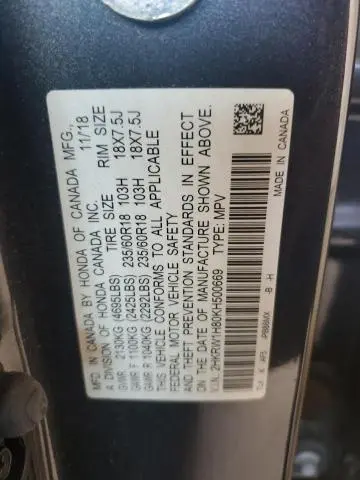 MFD. IN CANADA BY HONDA OF CANADA MFG., 11/18
A DIVISION OF HONDA CANADA INC.
TIRE SIZE RIM SIZE
GVWR 2130KG (4695LBS)
GAWR F 1100KG (2425LBS) 235/60R18 103H 18X7.5J
GAWR R 1040KG (2292LBS) 235/60R18 103H 18X7.5J
THIS VEHICLE CONFORMS TO ALL APPLICABLE
FEDERAL MOTOR VEHICLE SAFETY
AND THEFT PREVENTION STANDARDS IN EFFECT
ON THE DATE OF MANUFACTURE SHOWN ABOVE.
V.I.N.: 2HKRW1H80KH500669 TYPE: MPV
-B -H
MADE IN CANADA